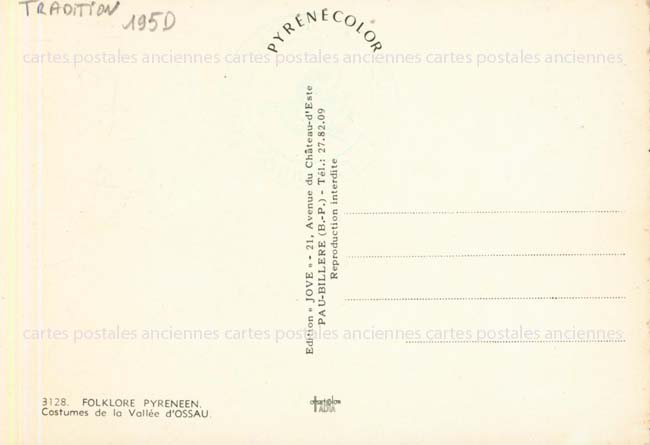 TRADITION 195D
PYRÉNÉCOLOR
cartes postales anciennes cartes postales anciennes cartes postales anciennes
Edition « JOVE » - 21, Avenue du Château-d'Este
PAU-BILLERE (B.-P.) - Tél.: 27.82.09
Reproduction interdite
cartes postales anciennes cartes postales anciennes cartes postales anciennes
3128. FOLKLORE PYRENEEN.
Costumes de la Vallée d'OSSAU.